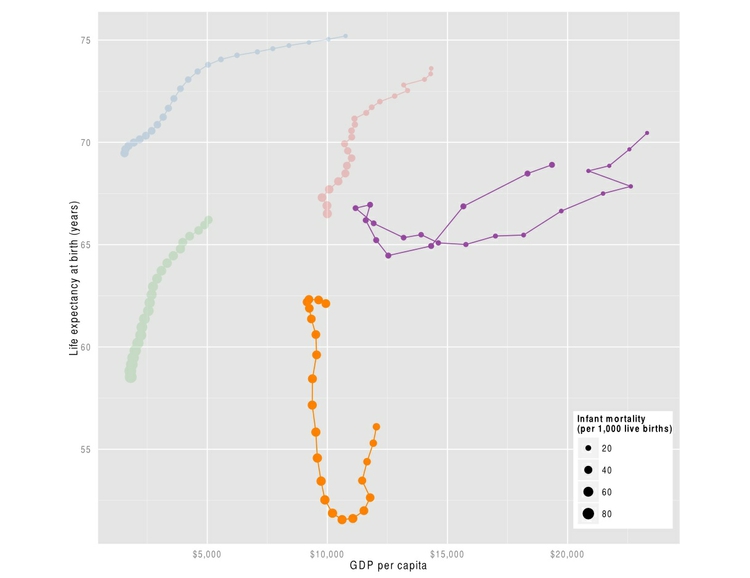 75
70
65
60
55
Life expectancy at birth (years)
Infant mortality
(per 1,000 live births)
20
40
60
80
$5,000 $10,000 $15,000 $20,000
GDP per capita